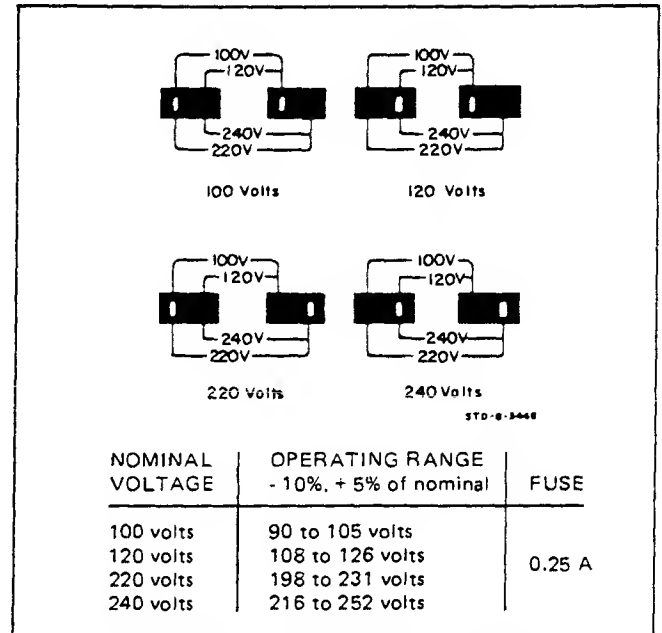 100V 100V
120V 120V
240V 240V
220V 220V
100 Volts 120 Volts
100V 100V
120V 120V
240V 240V
220V 220V
220 Volts 240 Volts
STD-8-3448
NOMINAL VOLTAGE OPERATING RANGE - 10%, + 5% of nominal FUSE
100 volts 90 to 105 volts
120 volts 108 to 126 volts
0.25 A
220 volts 198 to 231 volts
240 volts 216 to 252 volts